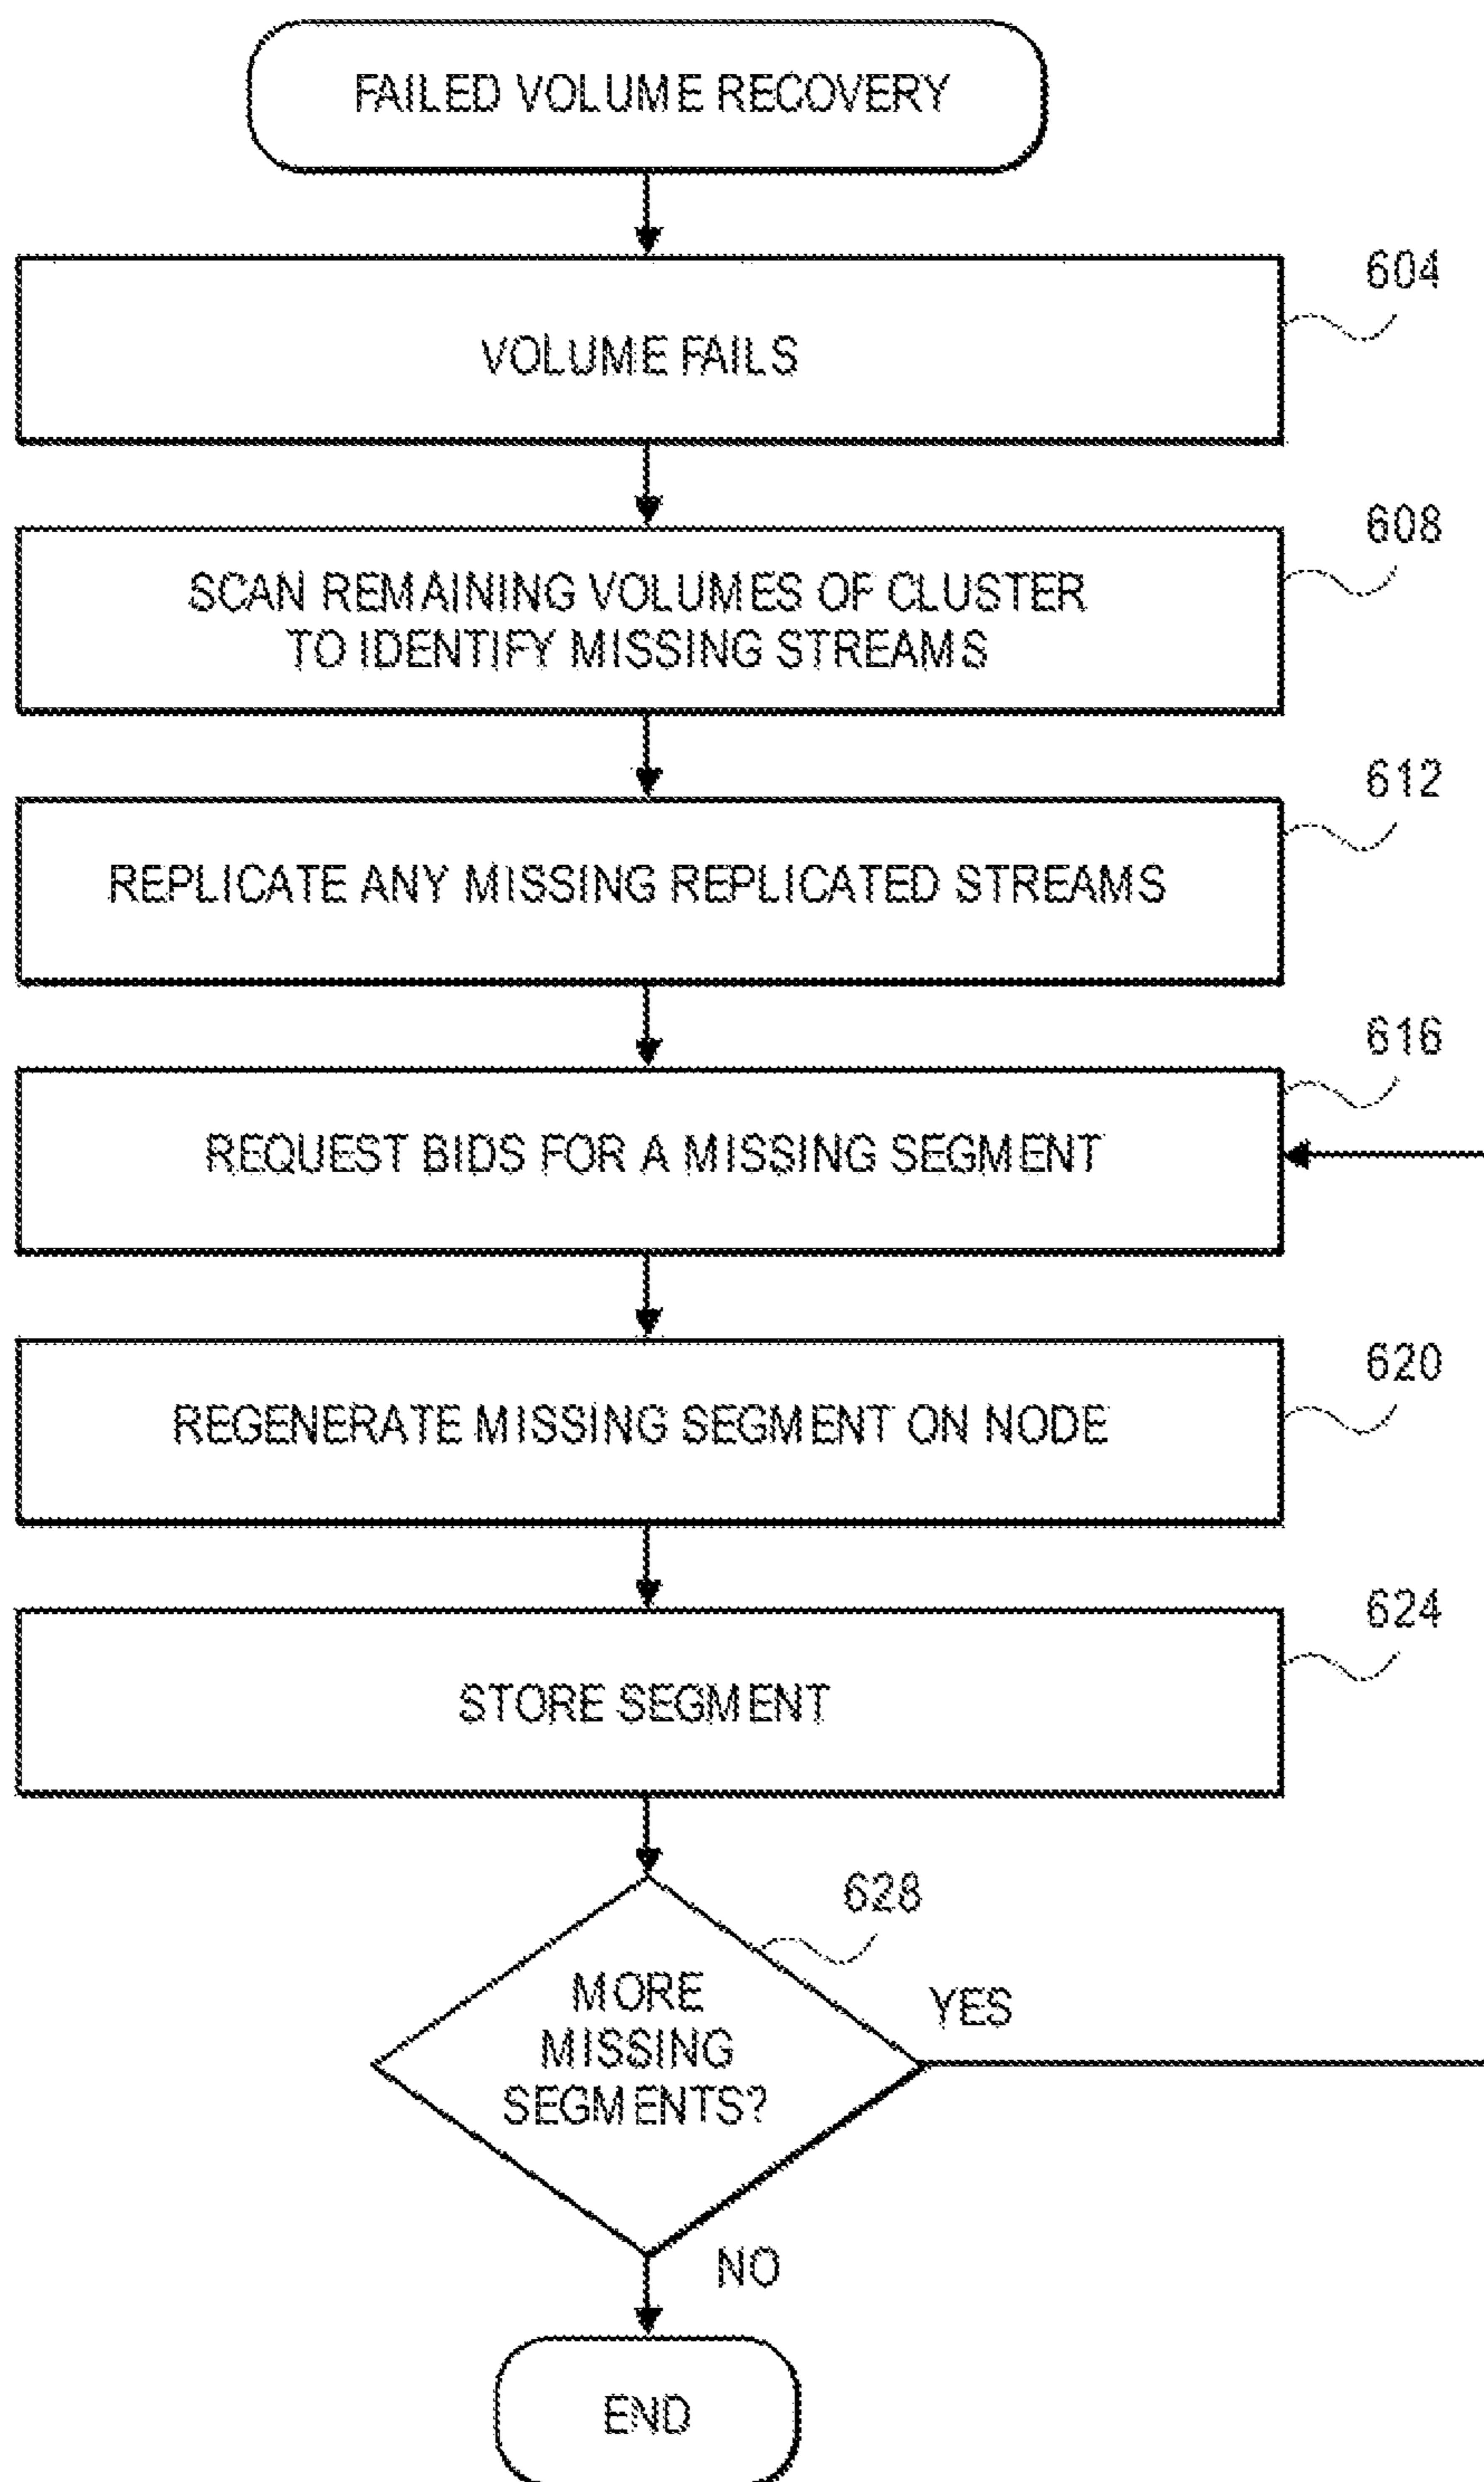 FAILED VOLUME RECOVERY
604
VOLUME FAILS
608
SCAN REMAINING VOLUMES OF CLUSTER
TO IDENTIFY MISSING STREAMS
612
REPLICATE ANY MISSING REPLICATED STREAMS
616
REQUEST BIDS FOR A MISSING SEGMENT
620
REGENERATE MISSING SEGMENT ON NODE
624
STORE SEGMENT
628
MORE
MISSING
SEGMENTS?
YES
NO
END